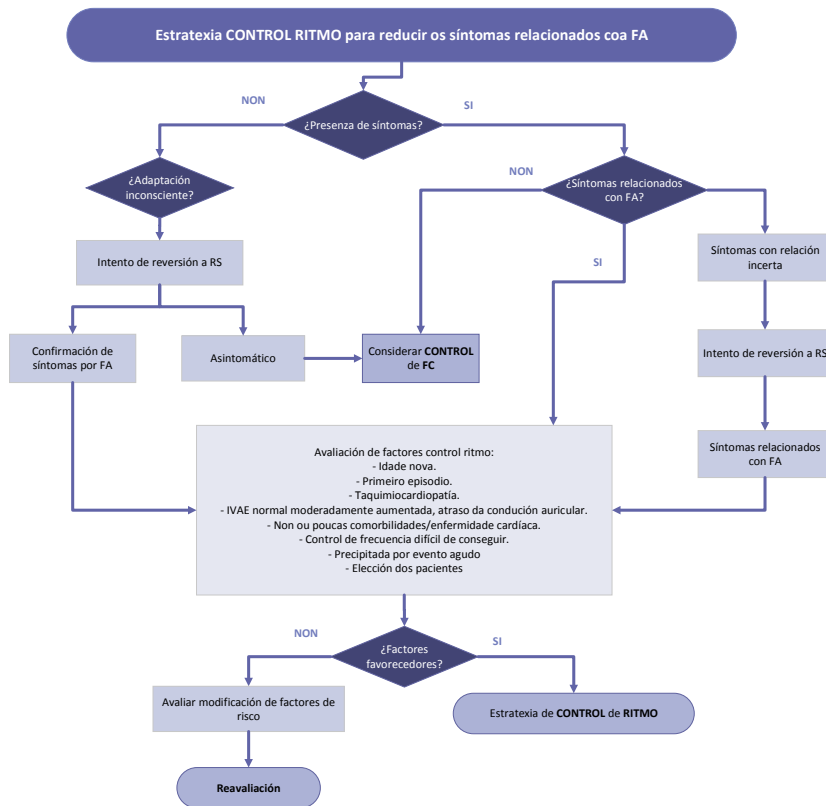 Estratexia CONTROL RITMO para reducir os síntomas relacionados coa FA
NON
SI
¿Presenza de síntomas?
¿Adaptación
inconsciente?
NON
¿Síntomas relacionados
con FA?
Intento de reversión a RS
SI
Síntomas con relación
incerta
Confirmación de
síntomas por FA
Asintomático
Considerar CONTROL
de FC
Intento de reversión a RS
Síntomas relacionados
con FA
Avaliación de factores control ritmo:
- Idade nova.
- Primeiro episodio.
- Taquimiocardiopatía.
- IVAE normal moderadamente aumentada, atraso da condución auricular.
- Non ou poucas comorbilidades/enfermidade cardíaca.
- Control de frecuencia difícil de conseguir.
- Precipitada por evento agudo
- Elección dos pacientes
NON
SI
¿Factores
favorecedores?
Avaliar modificación de factores de
risco
Estratexia de CONTROL de RITMO
Reavaliación